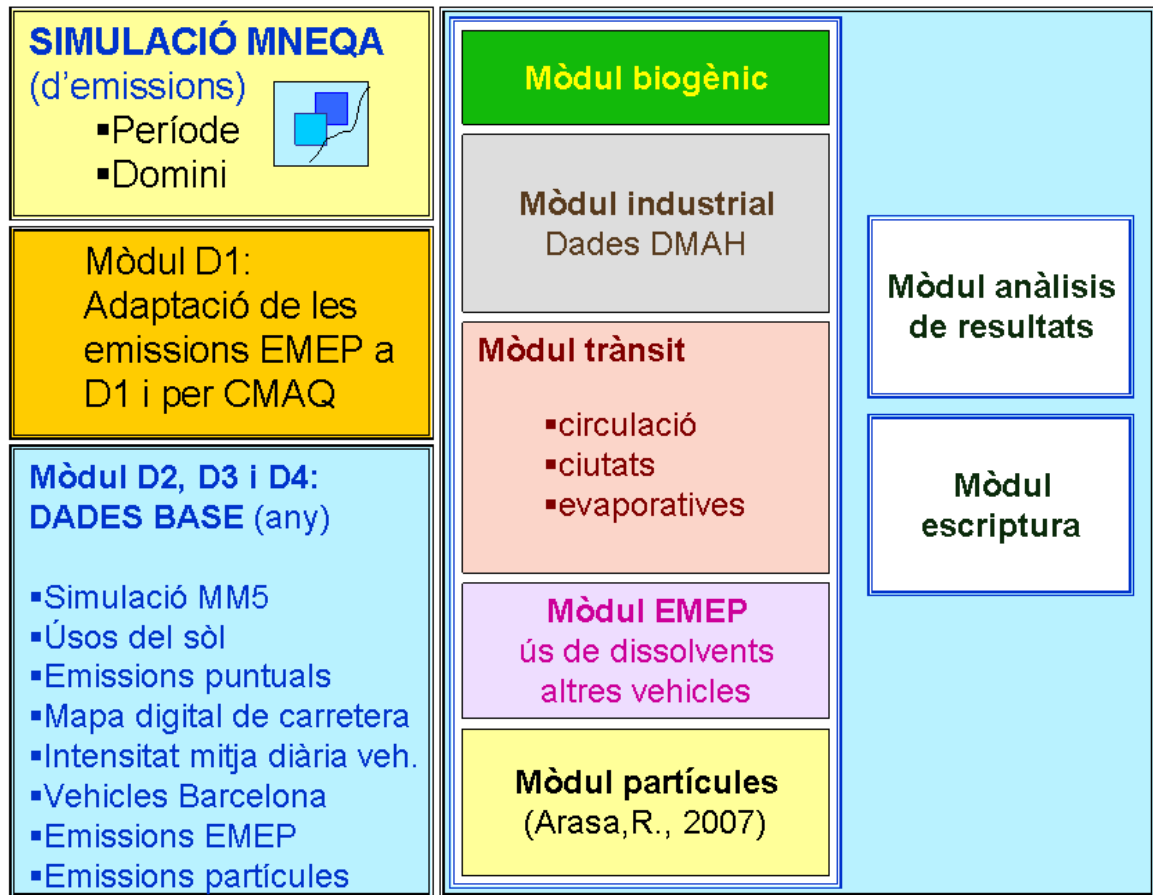 SIMULACIÓ MNEQA
(d’emissions)
▪Període
▪Domini
Mòdul D1:
Adaptació de les
emissions EMEP a
D1 i per CMAQ
Mòdul D2, D3 i D4:
DADES BASE (any)
▪Simulació MM5
▪Úsos del sòl
▪Emissions puntuals
▪Mapa digital de carretera
▪Intensitat mitja diària veh.
▪Vehicles Barcelona
▪Emissions EMEP
▪Emissions partícules
Mòdul biogènic
Mòdul industrial
Dades DMAH
Mòdul trànsit
▪circulació
▪ciutats
▪evaporatives
Mòdul EMEP
ús de dissolvents
altres vehicles
Mòdul partícules
(Arasa,R., 2007)
Mòdul anàlisis
de resultats
Mòdul
escriptura